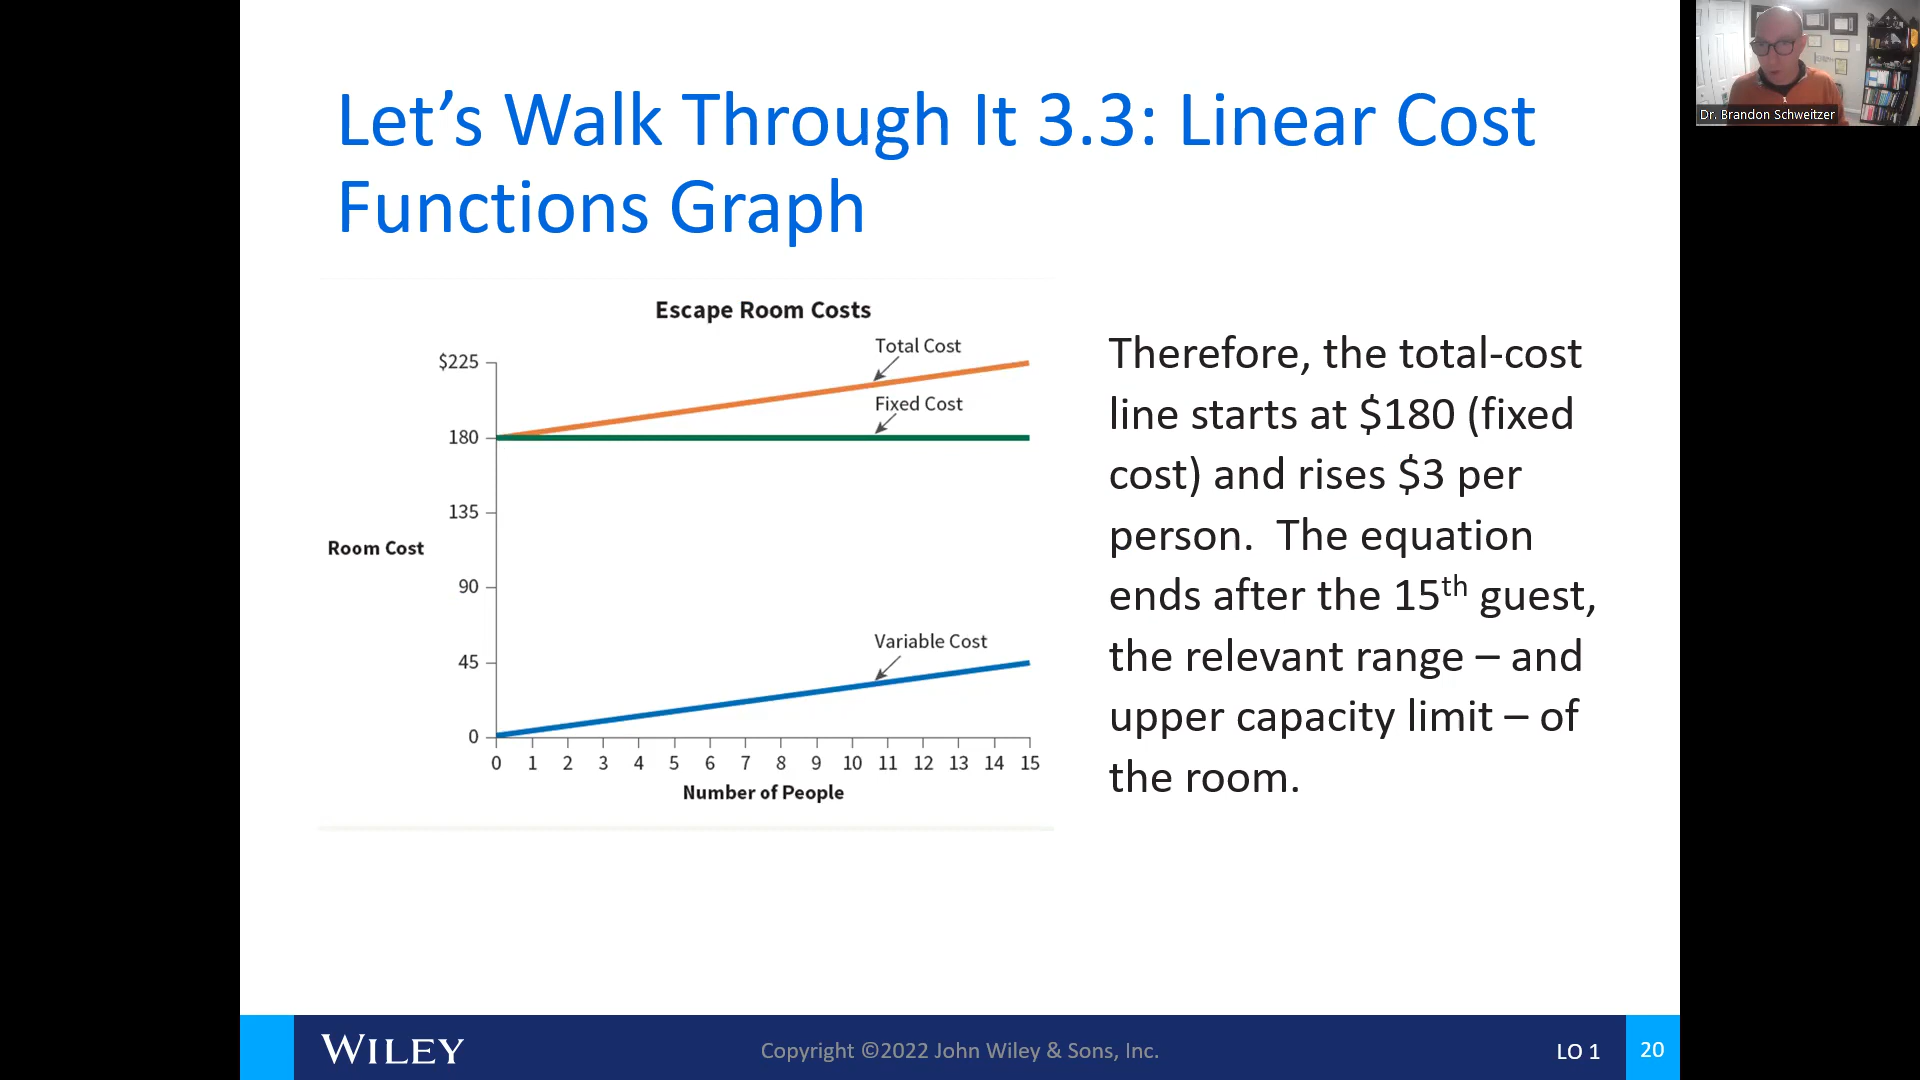 Let’s Walk Through It 3.3: Linear Cost
Functions Graph
Escape Room Costs
Total Cost
Fixed Cost
Variable Cost
$225
180
135
90
45
0
Room Cost
0 1 2 3 4 5 6 7 8 9 10 11 12 13 14 15
Number of People
Therefore, the total-cost
line starts at $180 (fixed
cost) and rises $3 per
person.  The equation
ends after the 15th guest,
the relevant range – and
upper capacity limit – of
the room.
WILEY
Copyright ©2022 John Wiley & Sons, Inc.
LO 1
20
Dr. Brandon Schweitzer